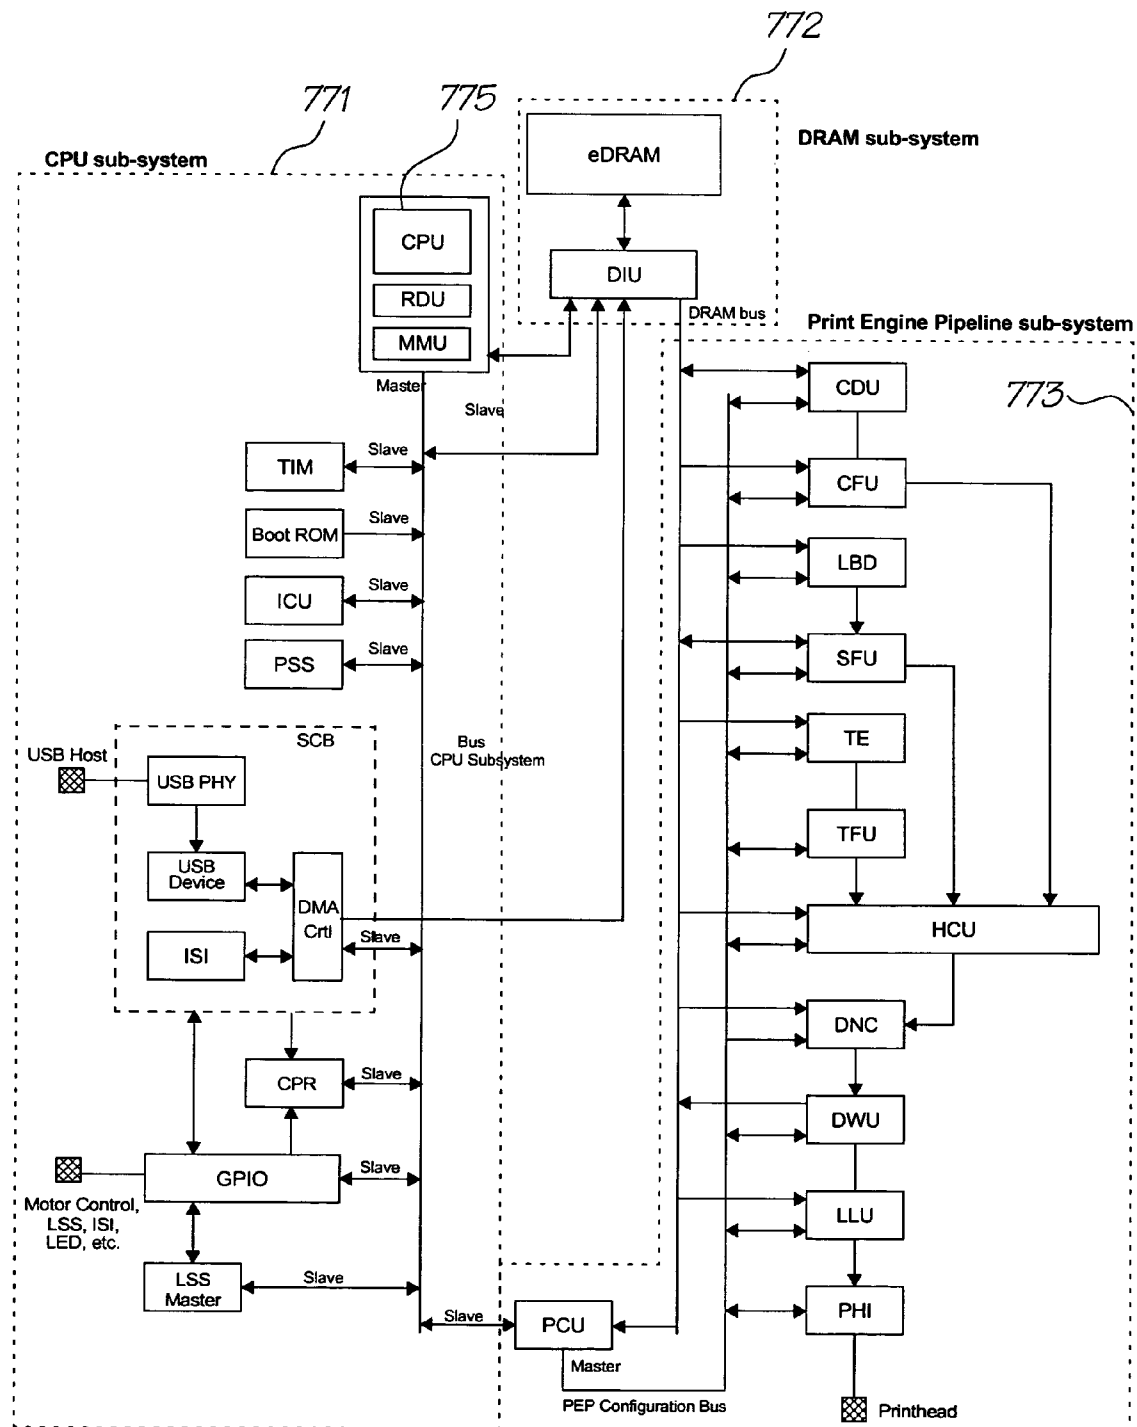 772
771
775
CPU sub-system
DRAM sub-system
eDRAM
CPU
DIU
RDU
MMU
DRAM bus
Print Engine Pipeline sub-system
Master
Slave
CDU
773
TIM
Slave
CFU
Boot ROM
Slave
LBD
ICU
Slave
PSS
Slave
SFU
SCB
USB Host
Bus
CPU Subsystem
TE
USB PHY
TFU
USB
Device
DMA
Crtl
Slave
HCU
ISI
DNC
CPR
Slave
DWU
GPIO
Slave
Motor Control,
LSS, ISI,
LED, etc.
LLU
LSS
Master
Slave
PHI
Slave
PCU
Master
PEP Configuration Bus
Printhead